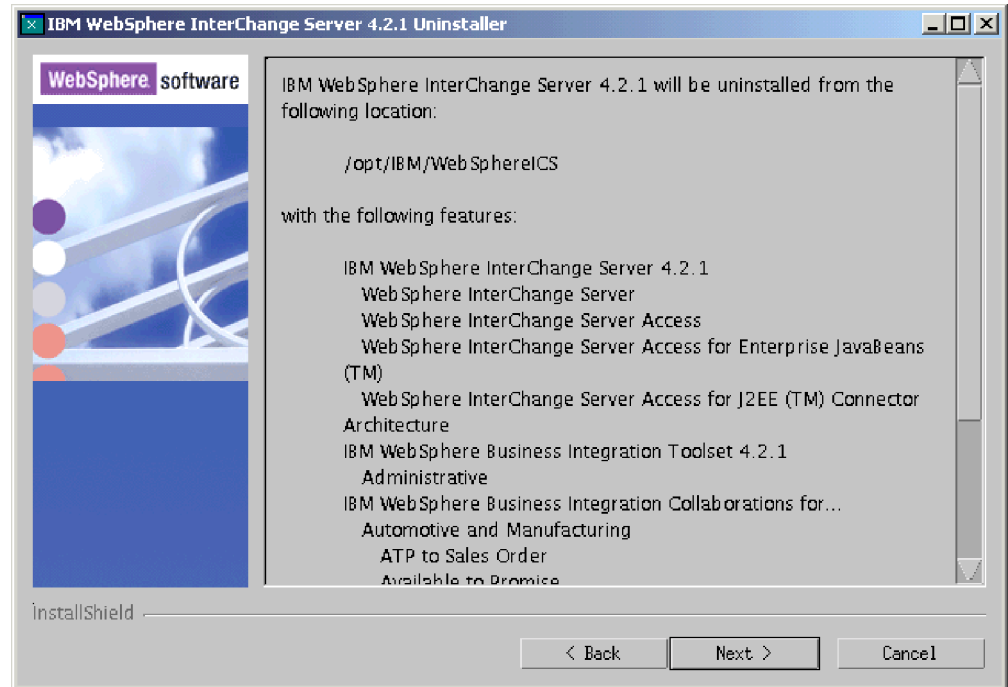 IBM WebSphere InterChange Server 4.2.1 Uninstaller
WebSphere software
IBM WebSphere InterChange Server 4.2.1 will be uninstalled from the
following location:
/opt/IBM/WebSphereICS
with the following features:
IBM WebSphere InterChange Server 4.2.1
WebSphere InterChange Server
WebSphere InterChange Server Access
WebSphere InterChange Server Access for Enterprise JavaBeans
(TM)
WebSphere InterChange Server Access for J2EE (TM) Connector
Architecture
IBM WebSphere Business Integration Toolset 4.2.1
Administrative
IBM WebSphere Business Integration Collaborations for...
Automotive and Manufacturing
ATP to Sales Order
Available to Promise
InstallShield
< Back
Next >
Cancel